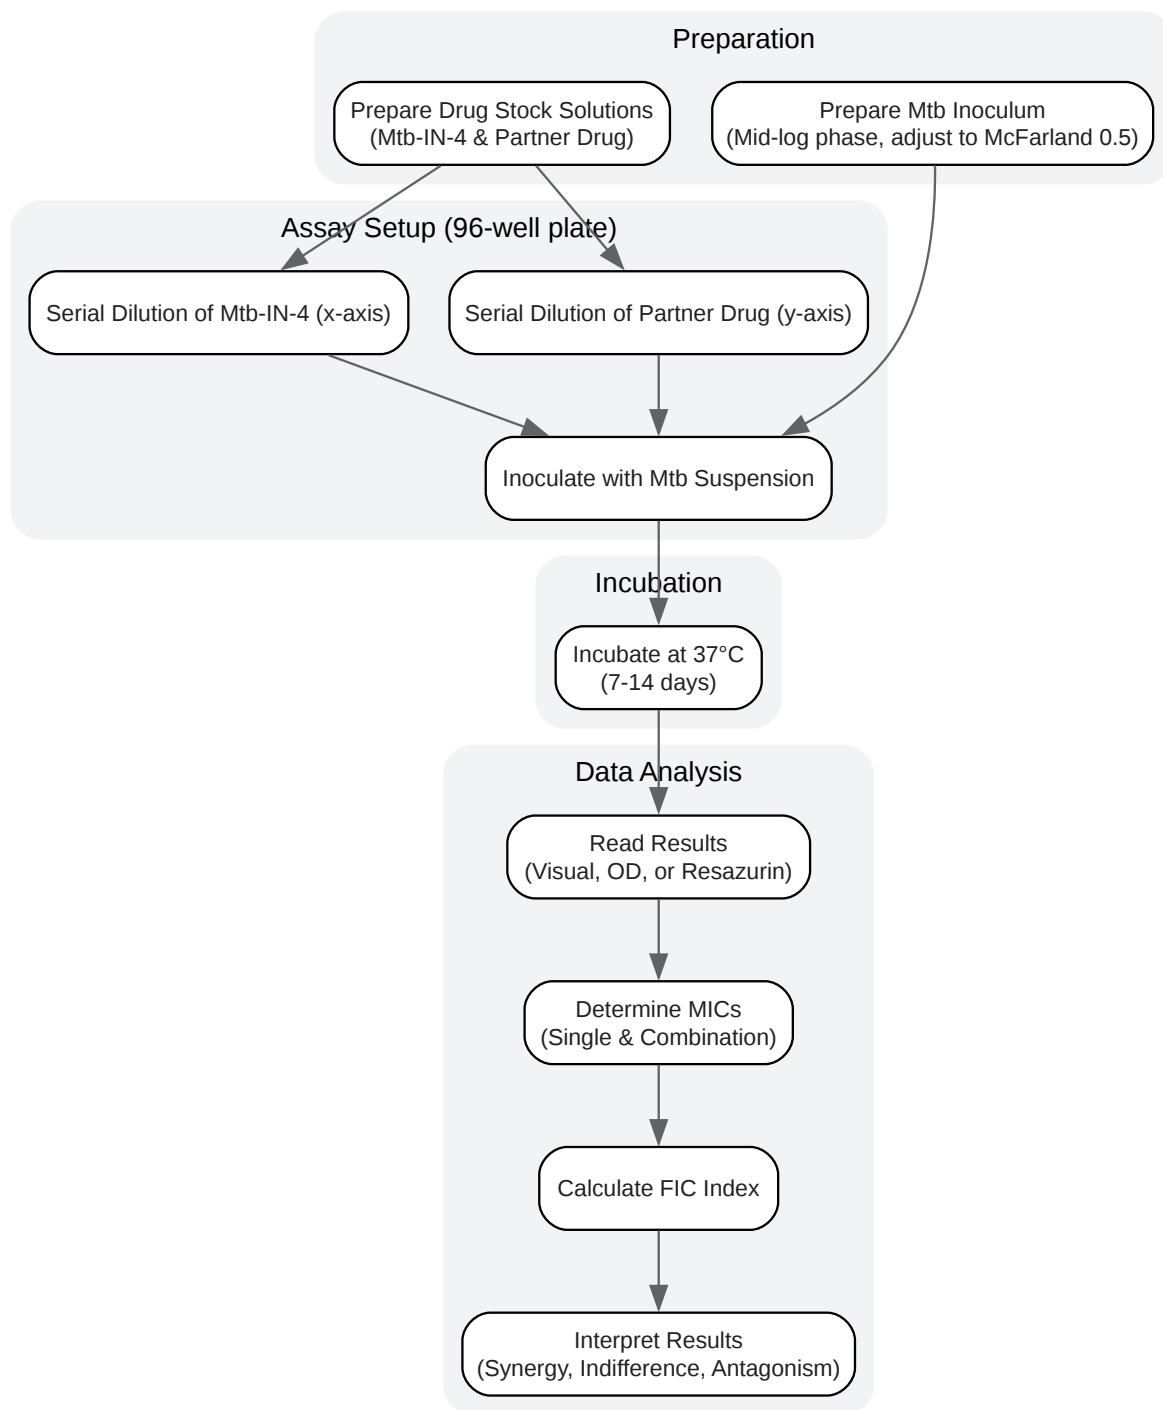 Preparation
Prepare Drug Stock Solutions
(Mtb-IN-4 & Partner Drug)
Prepare Mtb Inoculum
(Mid-log phase, adjust to McFarland 0.5)
Assay Setup (96-well plate)
Serial Dilution of Mtb-IN-4 (x-axis)
Serial Dilution of Partner Drug (y-axis)
Inoculate with Mtb Suspension
Incubation
Incubate at 37°C
(7-14 days)
Data Analysis
Read Results
(Visual, OD, or Resazurin)
Determine MICs
(Single & Combination)
Calculate FIC Index
Interpret Results
(Synergy, Indifference, Antagonism)